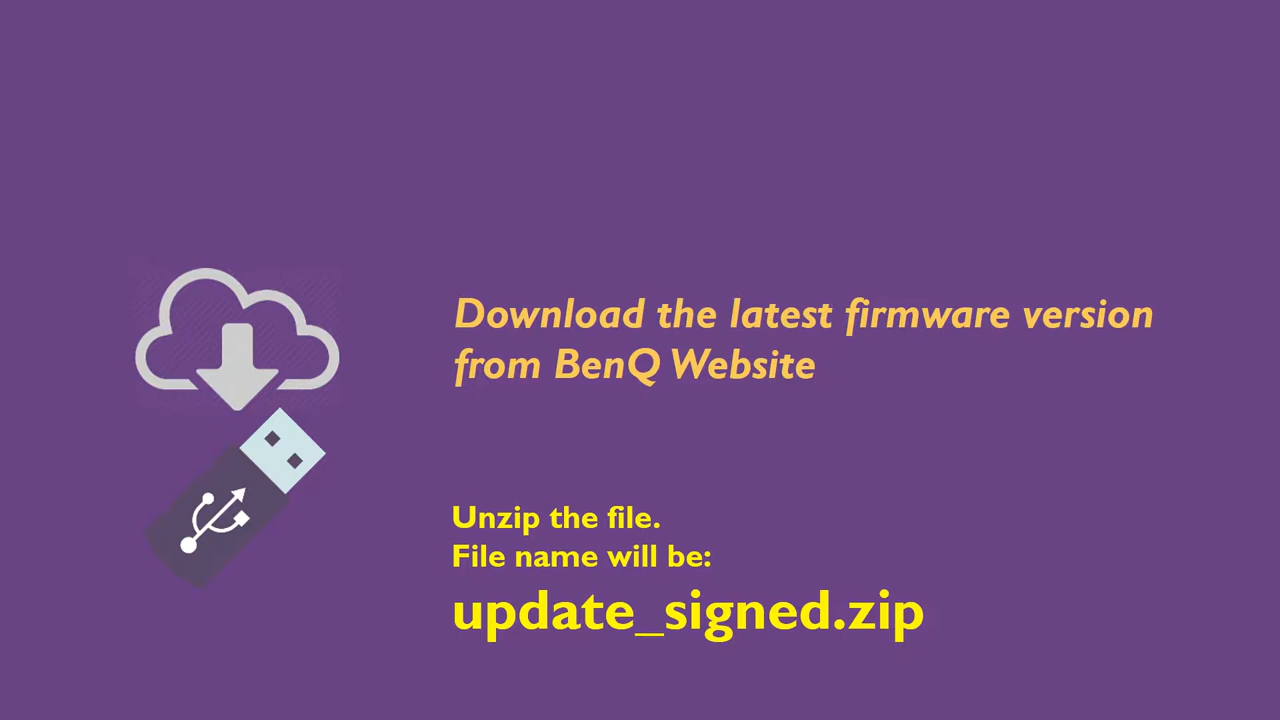 Download the latest firmware version
from BenQ Website
Unzip the file.
File name will be:
update_signed.zip